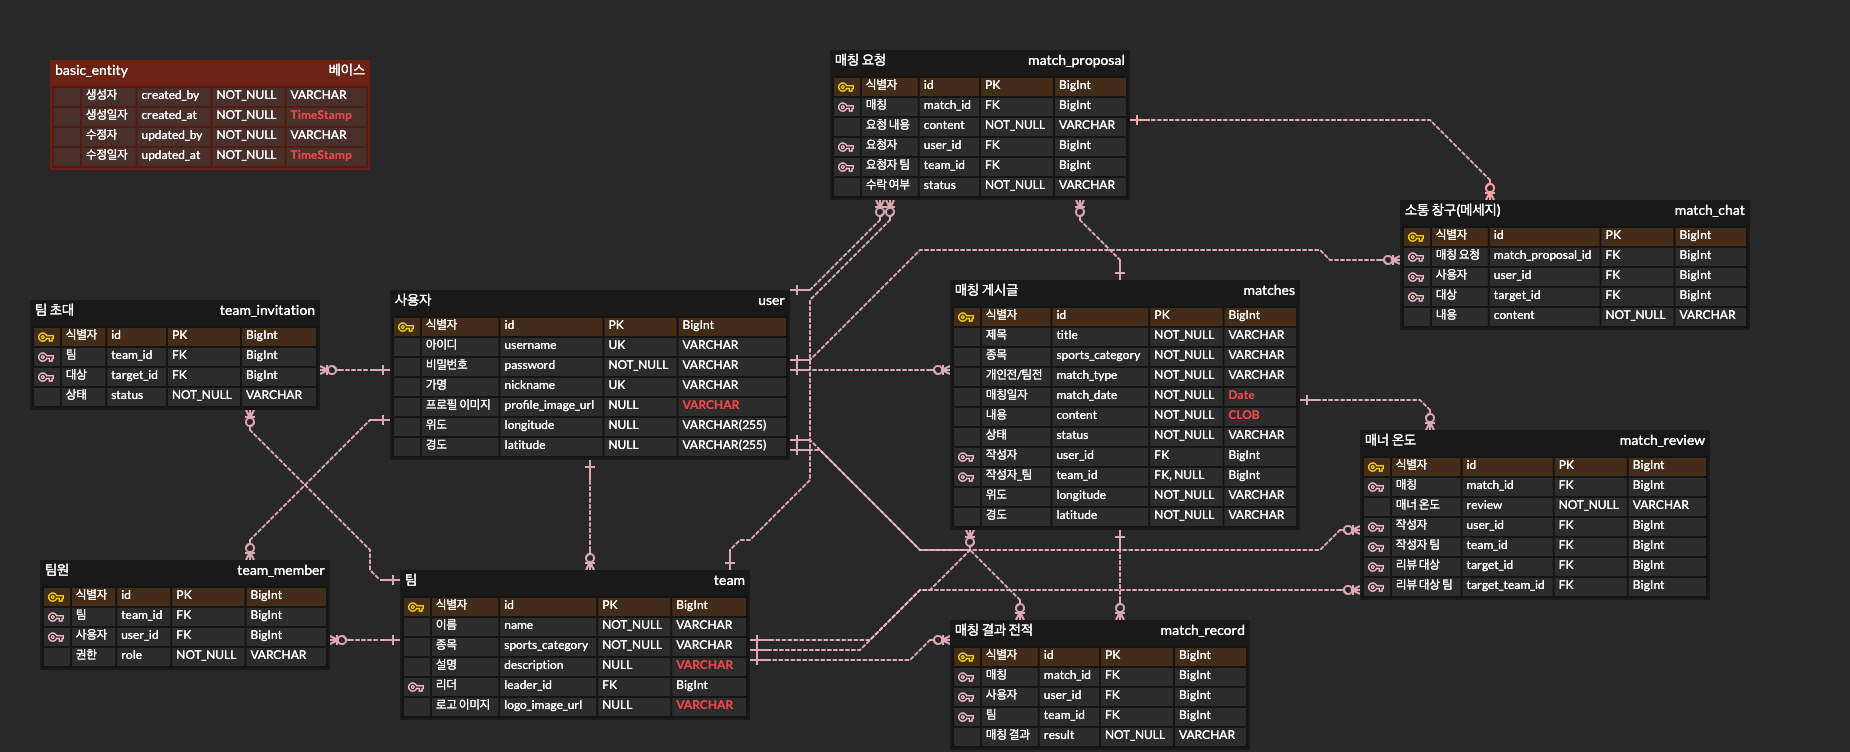 basic_entity 베이스
생성자 created_by NOT_NULL VARCHAR
생성일자 created_at NOT_NULL TimeStamp
수정자 updated_by NOT_NULL VARCHAR
수정일자 updated_at NOT_NULL TimeStamp
매칭 요청 match_proposal
식별자 id PK BigInt
매칭 match_id FK BigInt
요청 내용 content NOT_NULL VARCHAR
요청자 user_id FK BigInt
요청자 팀 team_id FK BigInt
수락 여부 status NOT_NULL VARCHAR
소통 창구(메세지) match_chat
식별자 id PK BigInt
매칭 요청 match_proposal_id FK BigInt
사용자 user_id FK BigInt
대상 target_id FK BigInt
내용 content NOT_NULL VARCHAR
팀 초대 team_invitation
식별자 id PK BigInt
팀 team_id FK BigInt
대상 target_id FK BigInt
상태 status NOT_NULL VARCHAR
사용자 user
식별자 id PK BigInt
아이디 username UK VARCHAR
비밀번호 password NOT_NULL VARCHAR
가명 nickname UK VARCHAR
프로필 이미지 profile_image_url NULL VARCHAR
위도 longitude NULL VARCHAR(255)
경도 latitude NULL VARCHAR(255)
매칭 게시글 matches
식별자 id PK BigInt
제목 title NOT_NULL VARCHAR
종목 sports_category NOT_NULL VARCHAR
개인전/팀전 match_type NOT_NULL VARCHAR
매칭일자 match_date NOT_NULL Date
내용 content NOT_NULL CLOB
상태 status NOT_NULL VARCHAR
작성자 user_id FK BigInt
작성자_팀 team_id FK, NULL BigInt
위도 longitude NOT_NULL VARCHAR
경도 latitude NOT_NULL VARCHAR
매너 온도 match_review
식별자 id PK BigInt
매칭 match_id FK BigInt
매너 온도 review NOT_NULL VARCHAR
작성자 user_id FK BigInt
작성자 팀 team_id FK BigInt
리뷰 대상 target_id FK BigInt
리뷰 대상 팀 target_team_id FK BigInt
팀원 team_member
식별자 id PK BigInt
팀 team_id FK BigInt
사용자 user_id FK BigInt
권한 role NOT_NULL VARCHAR
팀 team
식별자 id PK BigInt
이름 name NOT_NULL VARCHAR
종목 sports_category NOT_NULL VARCHAR
설명 description NULL VARCHAR
리더 leader_id FK BigInt
로고 이미지 logo_image_url NULL VARCHAR
매칭 결과 전적 match_record
식별자 id PK BigInt
매칭 match_id FK BigInt
사용자 user_id FK BigInt
팀 team_id FK BigInt
매칭 결과 result NOT_NULL VARCHAR